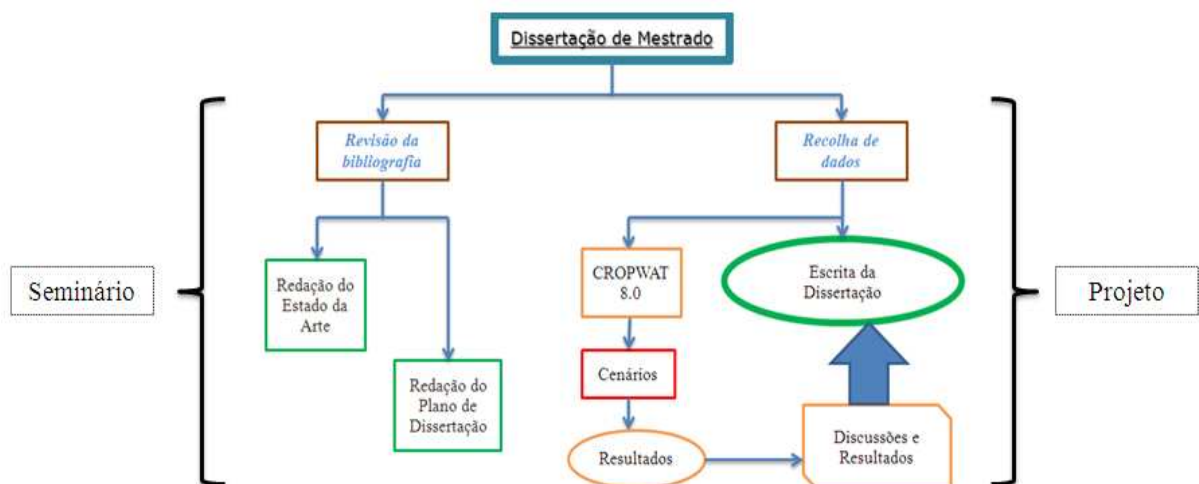 Dissertação de Mestrado
Revisão da
bibliografia
Recolha de
dados
Seminário
Redação do
Estado da
Arte
Redação do
Plano de
Dissertação
CROPWAT
8.0
Cenários
Resultados
Escrita da
Dissertação
Discussões e
Resultados
Projeto